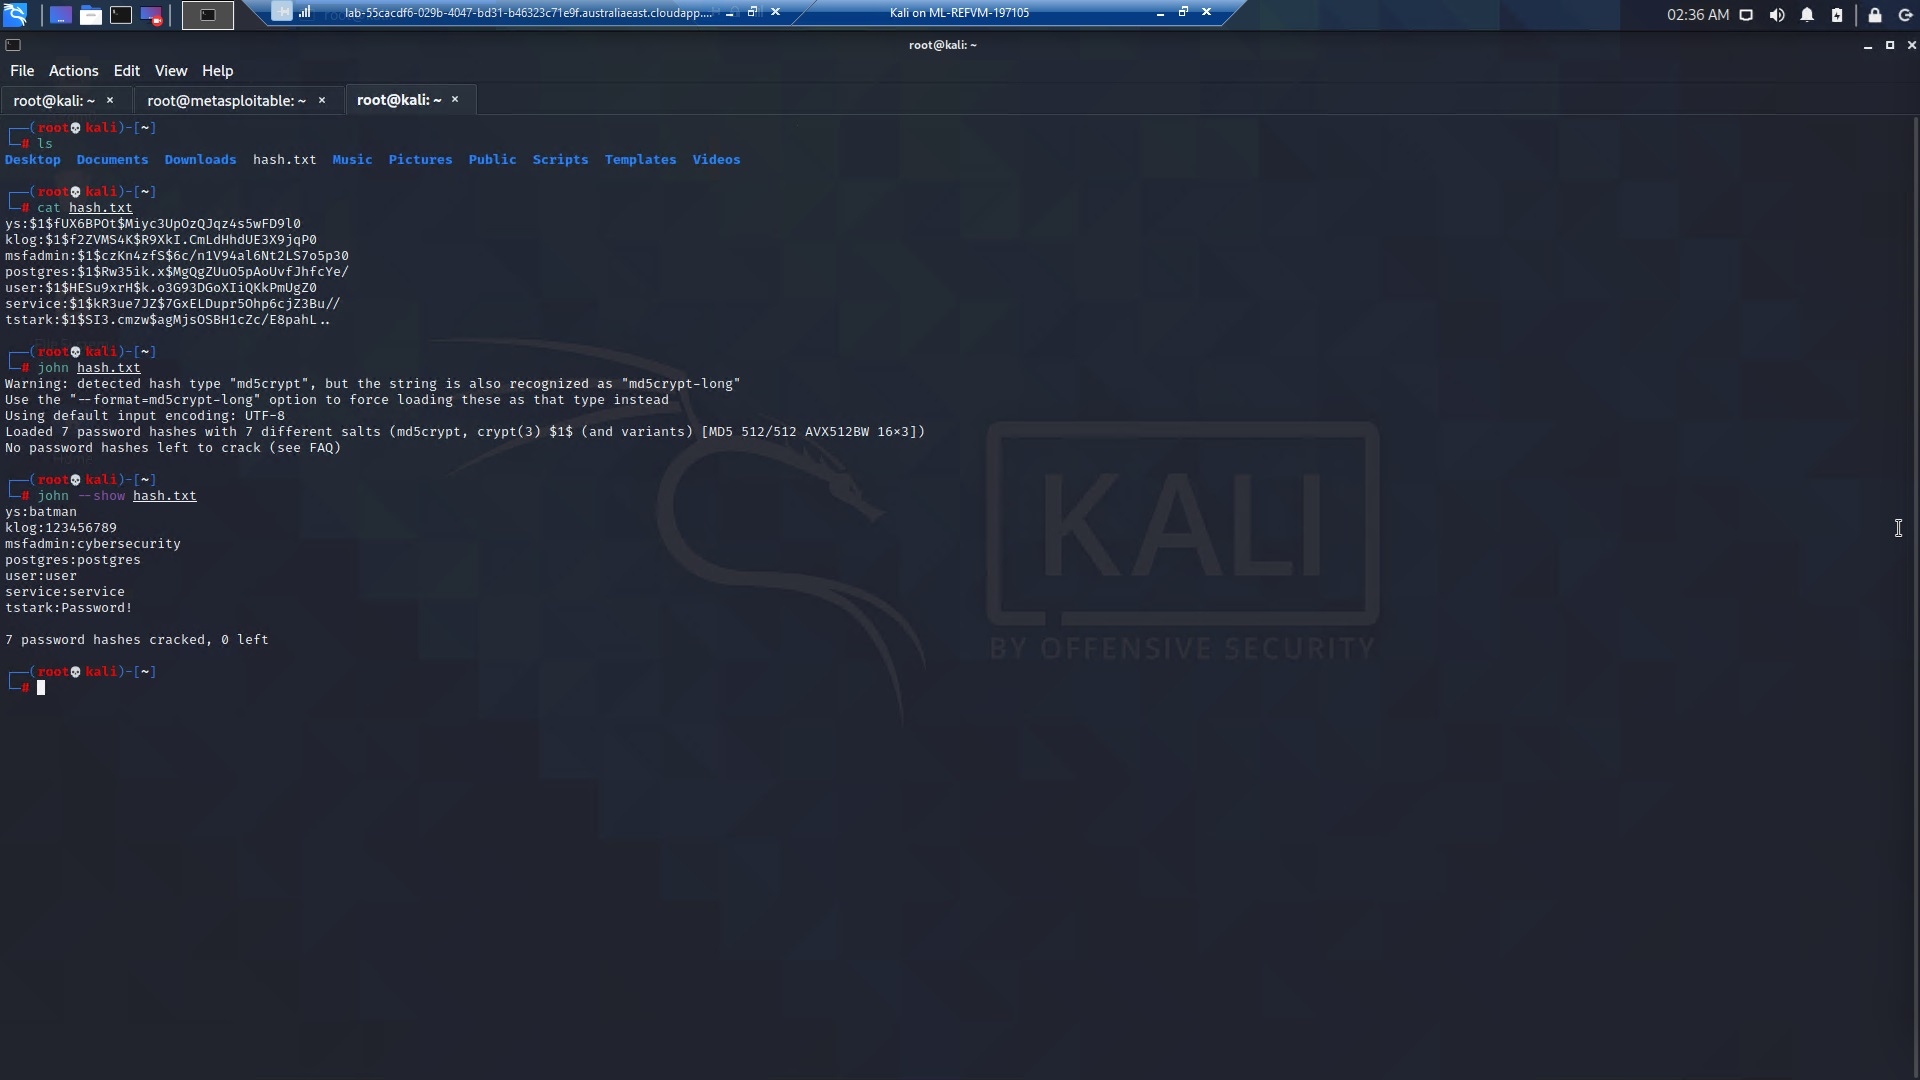 lab-55cacdf6-029b-4047-bd31-b46323c71e9f.australiaeast.cloudapp....
Kali on ML-REFVM-197105
02:36 AM
root@kali: ~
File Actions Edit View Help
root@kali: ~ × root@metasploitable: ~ × root@kali: ~ ×
┌──(root💀kali)-[~]
└─# ls
Desktop Documents Downloads hash.txt Music Pictures Public Scripts Templates Videos
┌──(root💀kali)-[~]
└─# cat hash.txt
ys:$1$fUX6BPOt$Miyc3UpOzQJqz4s5wFD9l0
klog:$1$f2ZVMS4K$R9XkI.CmLdHhdUE3X9jqP0
msfadmin:$1$czKn4zfS$6c/n1V94al6Nt2LS7o5p30
postgres:$1$Rw35ik.x$MgQgZUuO5pAoUvfJhfcYe/
user:$1$HESu9xrH$k.o3G93DGoXIiQKkPmUgZ0
service:$1$kR3ue7JZ$7GxELDupr5Ohp6cjZ3Bu//
tstark:$1$SI3.cmzw$agMjsOSBH1cZc/E8pahL..
┌──(root💀kali)-[~]
└─# john hash.txt
Warning: detected hash type "md5crypt", but the string is also recognized as "md5crypt-long"
Use the "--format=md5crypt-long" option to force loading these as that type instead
Using default input encoding: UTF-8
Loaded 7 password hashes with 7 different salts (md5crypt, crypt(3) $1$ (and variants) [MD5 512/512 AVX512BW 16×3])
No password hashes left to crack (see FAQ)
┌──(root💀kali)-[~]
└─# john --show hash.txt
ys:batman
klog:123456789
msfadmin:cybersecurity
postgres:postgres
user:user
service:service
tstark:Password!
7 password hashes cracked, 0 left
┌──(root💀kali)-[~]
└─#
KALI
BY OFFENSIVE SECURITY